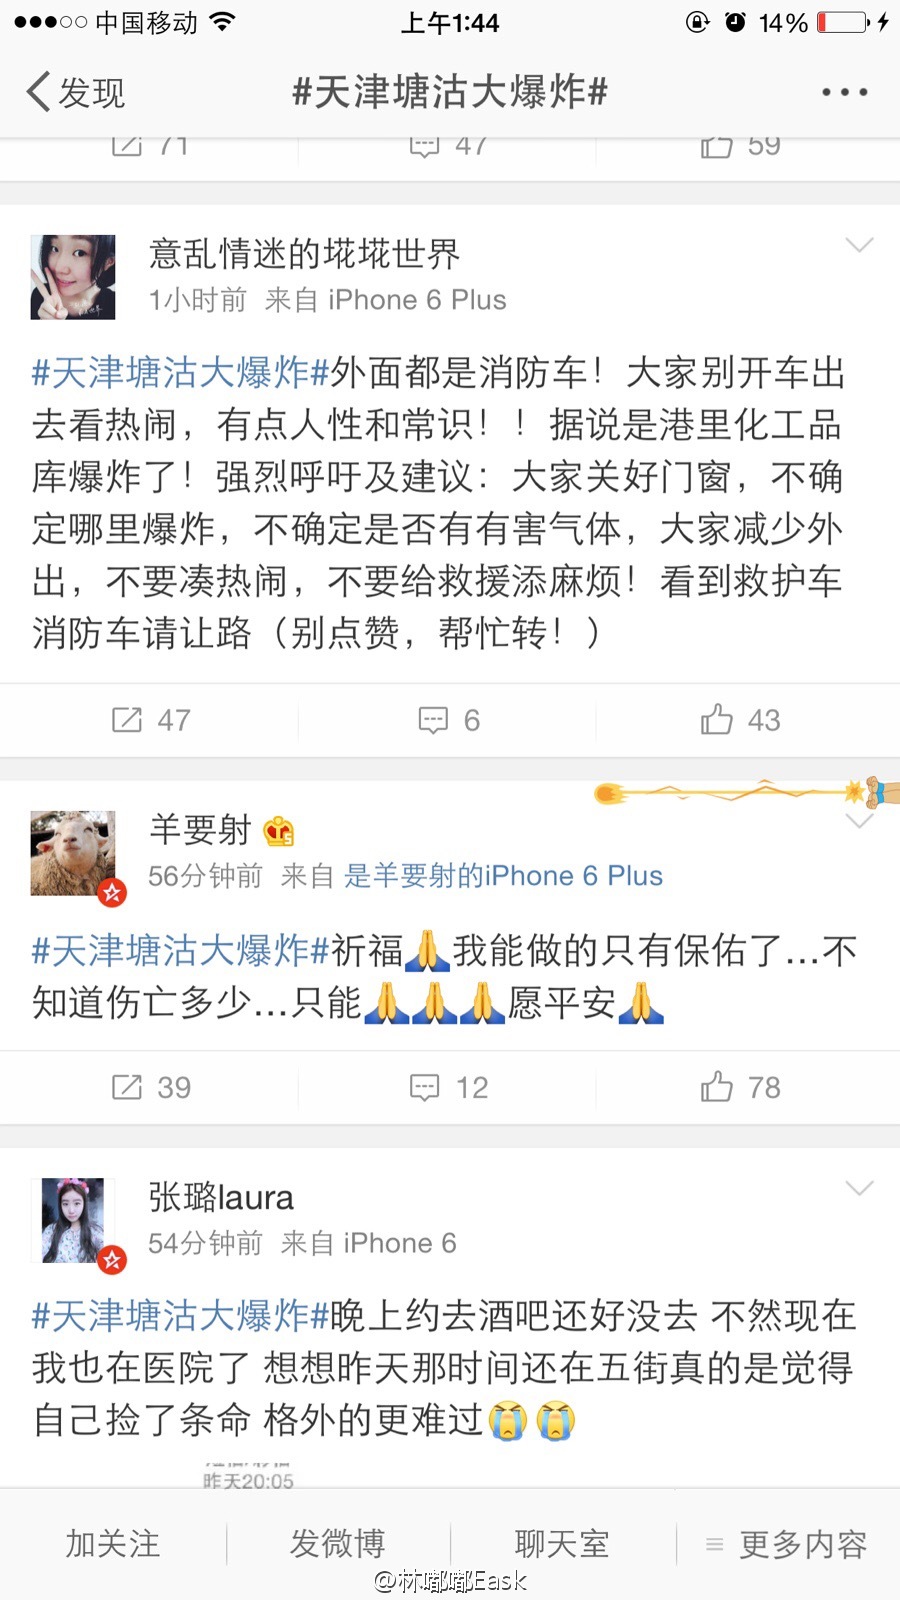 中国移动 上午1:44 14%
发现 #天津塘沽大爆炸#
71 47 59
意乱情迷的埖埖世界
1小时前 来自 iPhone 6 Plus
#天津塘沽大爆炸#外面都是消防车！大家别开车出
去看热闹，有点人性和常识！！据说是港里化工品
库爆炸了！强烈呼吁及建议：大家关好门窗，不确
定哪里爆炸，不确定是否有有害气体，大家减少外
出，不要凑热闹，不要给救援添麻烦！看到救护车
消防车请让路（别点赞，帮忙转！）
47 6 43
羊要射
56分钟前 来自 是羊要射的iPhone 6 Plus
#天津塘沽大爆炸#祈福🙏我能做的只有保佑了...不
知道伤亡多少...只能🙏🙏🙏愿平安🙏
39 12 78
张璐laura
54分钟前 来自 iPhone 6
#天津塘沽大爆炸#晚上约去酒吧还好没去 不然现在
我也在医院了 想想昨天那时间还在五街真的是觉得
自己捡了条命 格外的更难过😭😭
昨天20:05
加关注 发微博 聊天室 更多内容
@林嘟嘟Eask